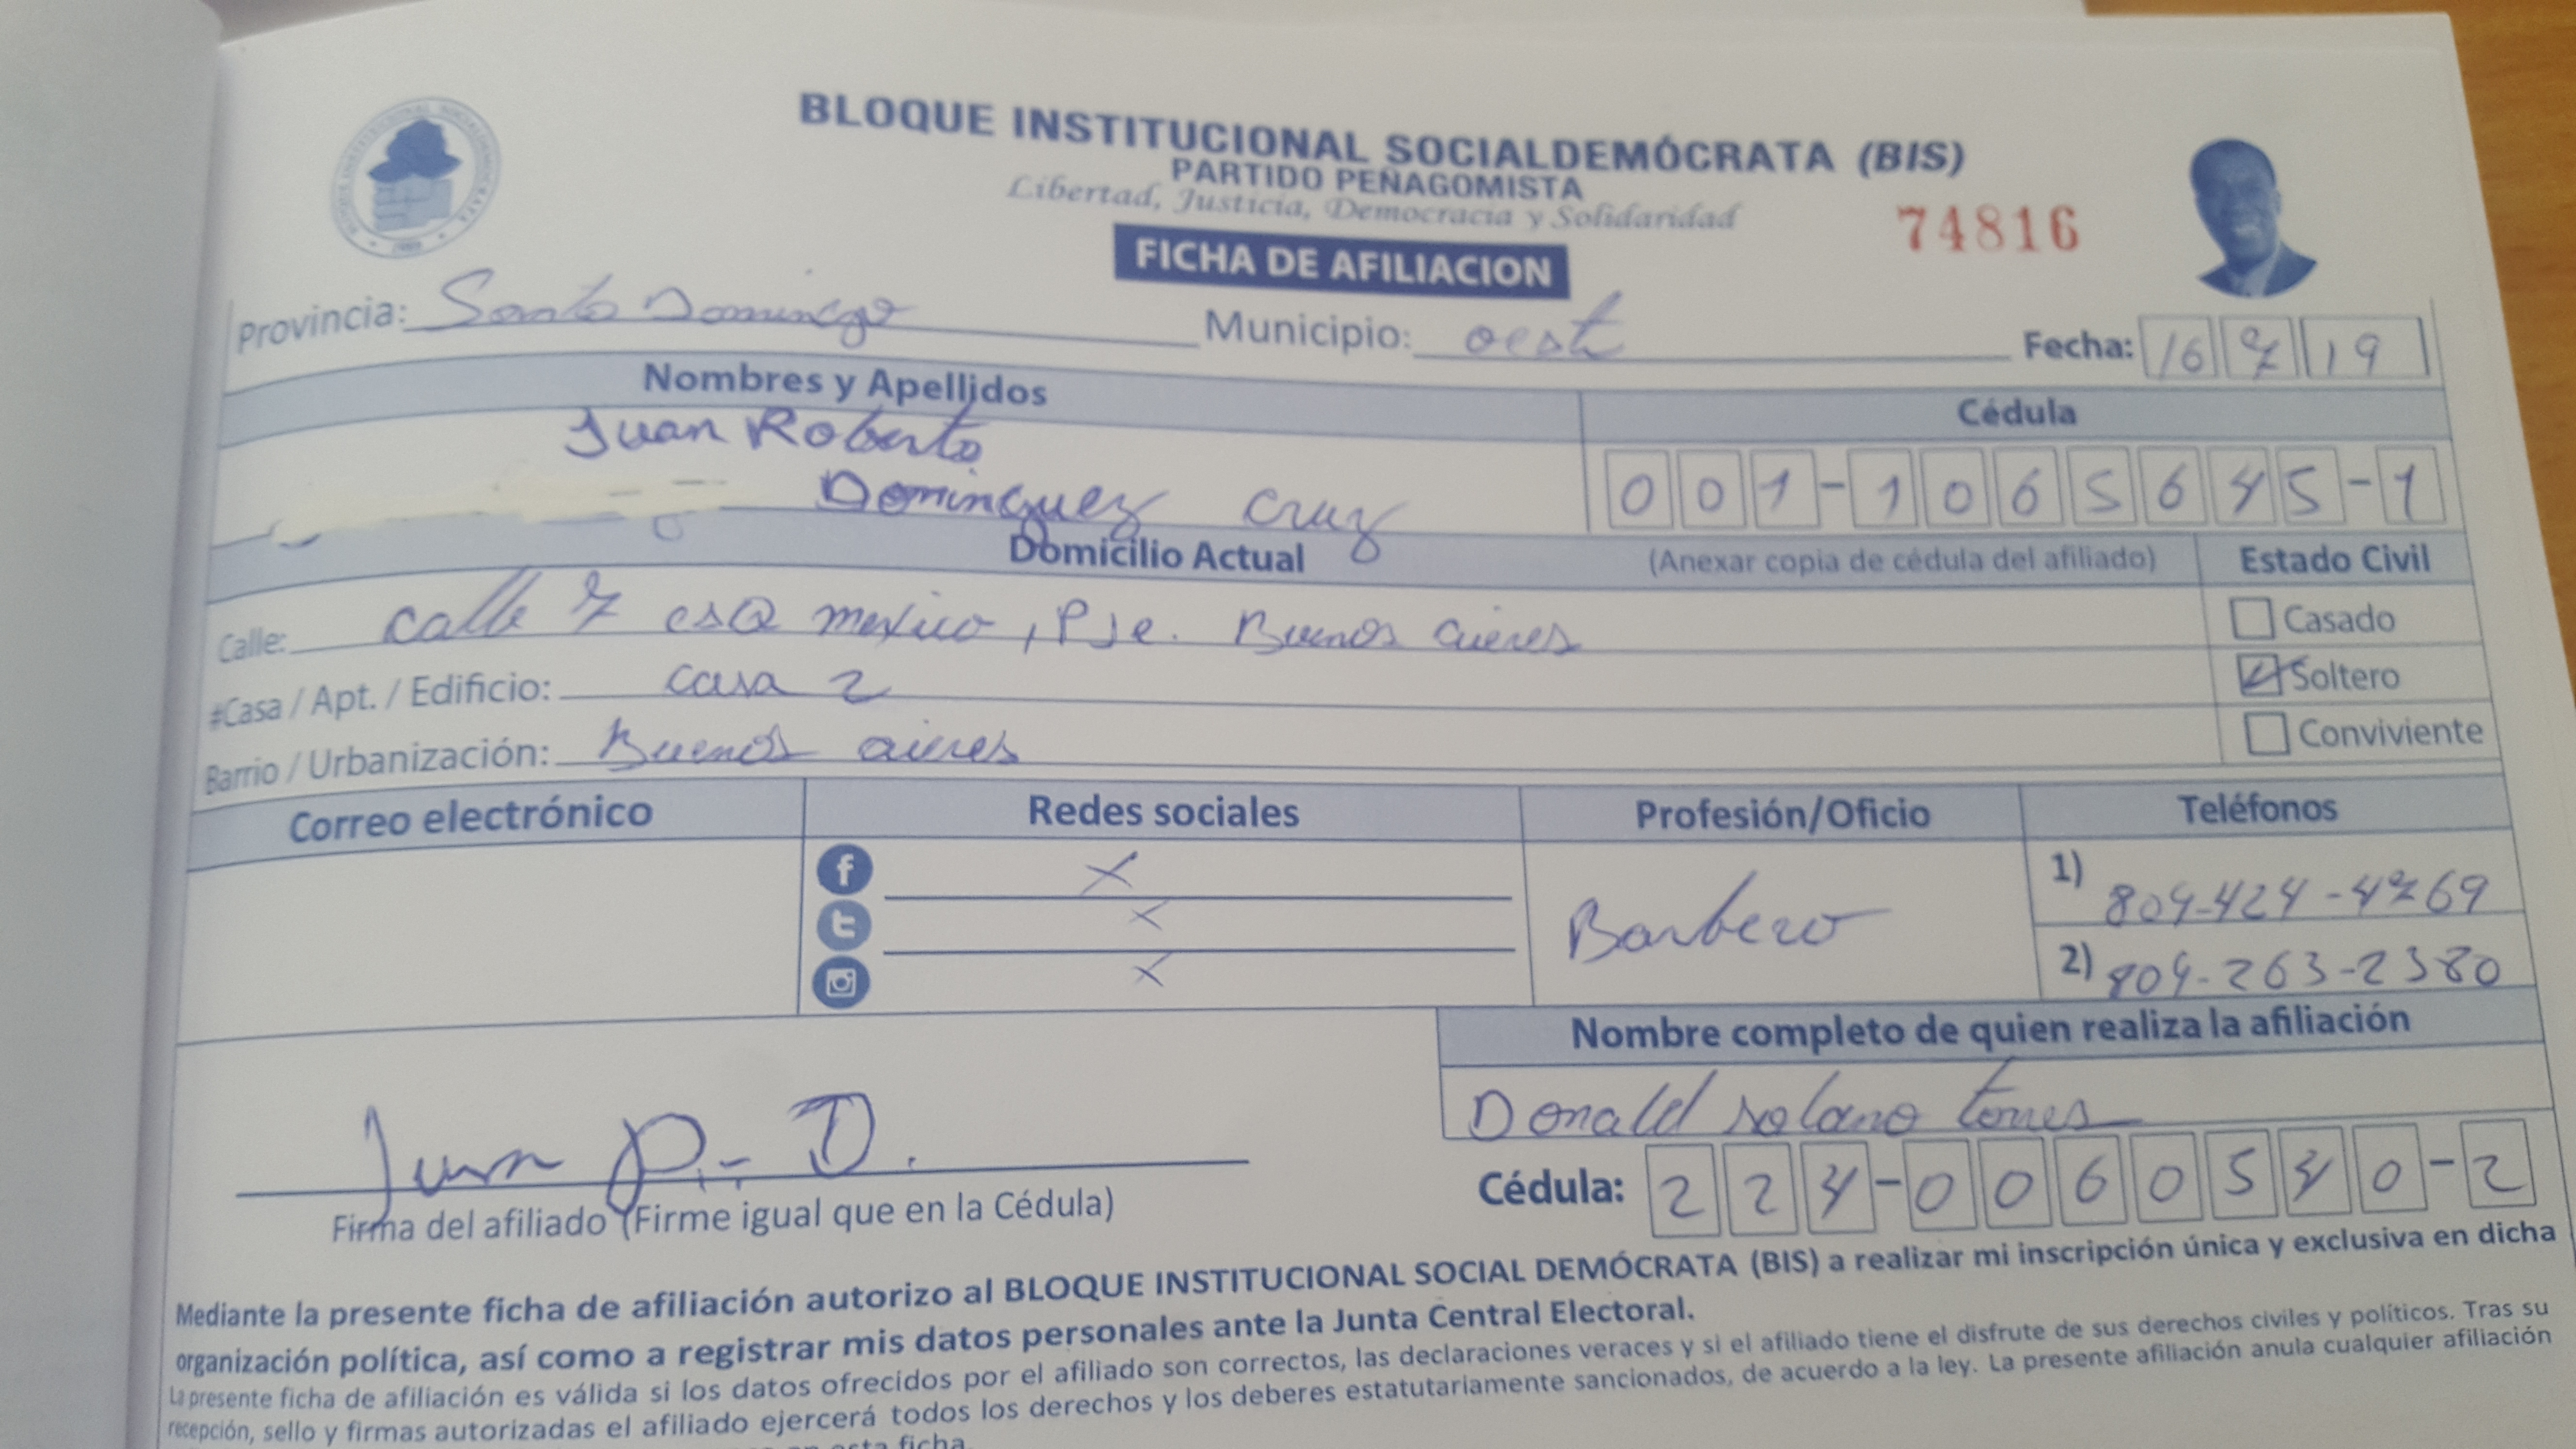 BLOQUE INSTITUCIONAL SOCIALDEMÓCRATA (BIS)
PARTIDO PEÑAGOMISTA
Libertad, Justicia, Democracia y Solidaridad
74816
FICHA DE AFILIACION
Provincia: Santo Domingo Municipio: oeste Fecha: 16 7 19
Nombres y Apellidos Cédula
Juan Roberto
Dominguez Cruz 001-1065645-1
Domicilio Actual (Anexar copia de cédula del afiliado) Estado Civil
Calle: calle 7 esQ mexico, PJe. Buenos aieres Casado
#Casa / Apt. / Edificio: casa 2 Soltero
Barrio / Urbanización: Buenos aieres Conviviente
Correo electrónico Redes sociales Profesión/Oficio Teléfonos
f X Barbero 1) 809-424-4769
t X 2) 809-263-2380
X
Nombre completo de quien realiza la afiliación
Donald solano torres
Juan R.- D.
Cédula: 224-0060540-2
Firma del afiliado (Firme igual que en la Cédula)
Mediante la presente ficha de afiliación autorizo al BLOQUE INSTITUCIONAL SOCIAL DEMÓCRATA (BIS) a realizar mi inscripción única y exclusiva en dicha
organización política, así como a registrar mis datos personales ante la Junta Central Electoral.
La presente ficha de afiliación es válida si los datos ofrecidos por el afiliado son correctos, las declaraciones veraces y si el afiliado tiene el disfrute de sus derechos civiles y políticos. Tras su
recepción, sello y firmas autorizadas el afiliado ejercerá todos los derechos y los deberes estatutariamente sancionados, de acuerdo a la ley. La presente afiliación anula cualquier afiliación
esta ficha.